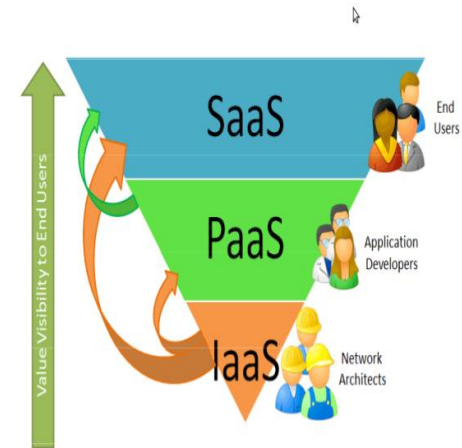 SaaS
End
Users
PaaS
Application
Developers
IaaS
Network
Architects
Value Visibility to End Users